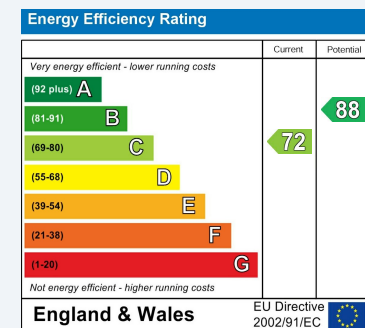 Energy Efficiency Rating
Current Potential
Very energy efficient - lower running costs
(92 plus) A
(81-91) B
88
(69-80) C
72
(55-68) D
(39-54) E
(21-38) F
(1-20) G
Not energy efficient - higher running costs
England & Wales
EU Directive
2002/91/EC